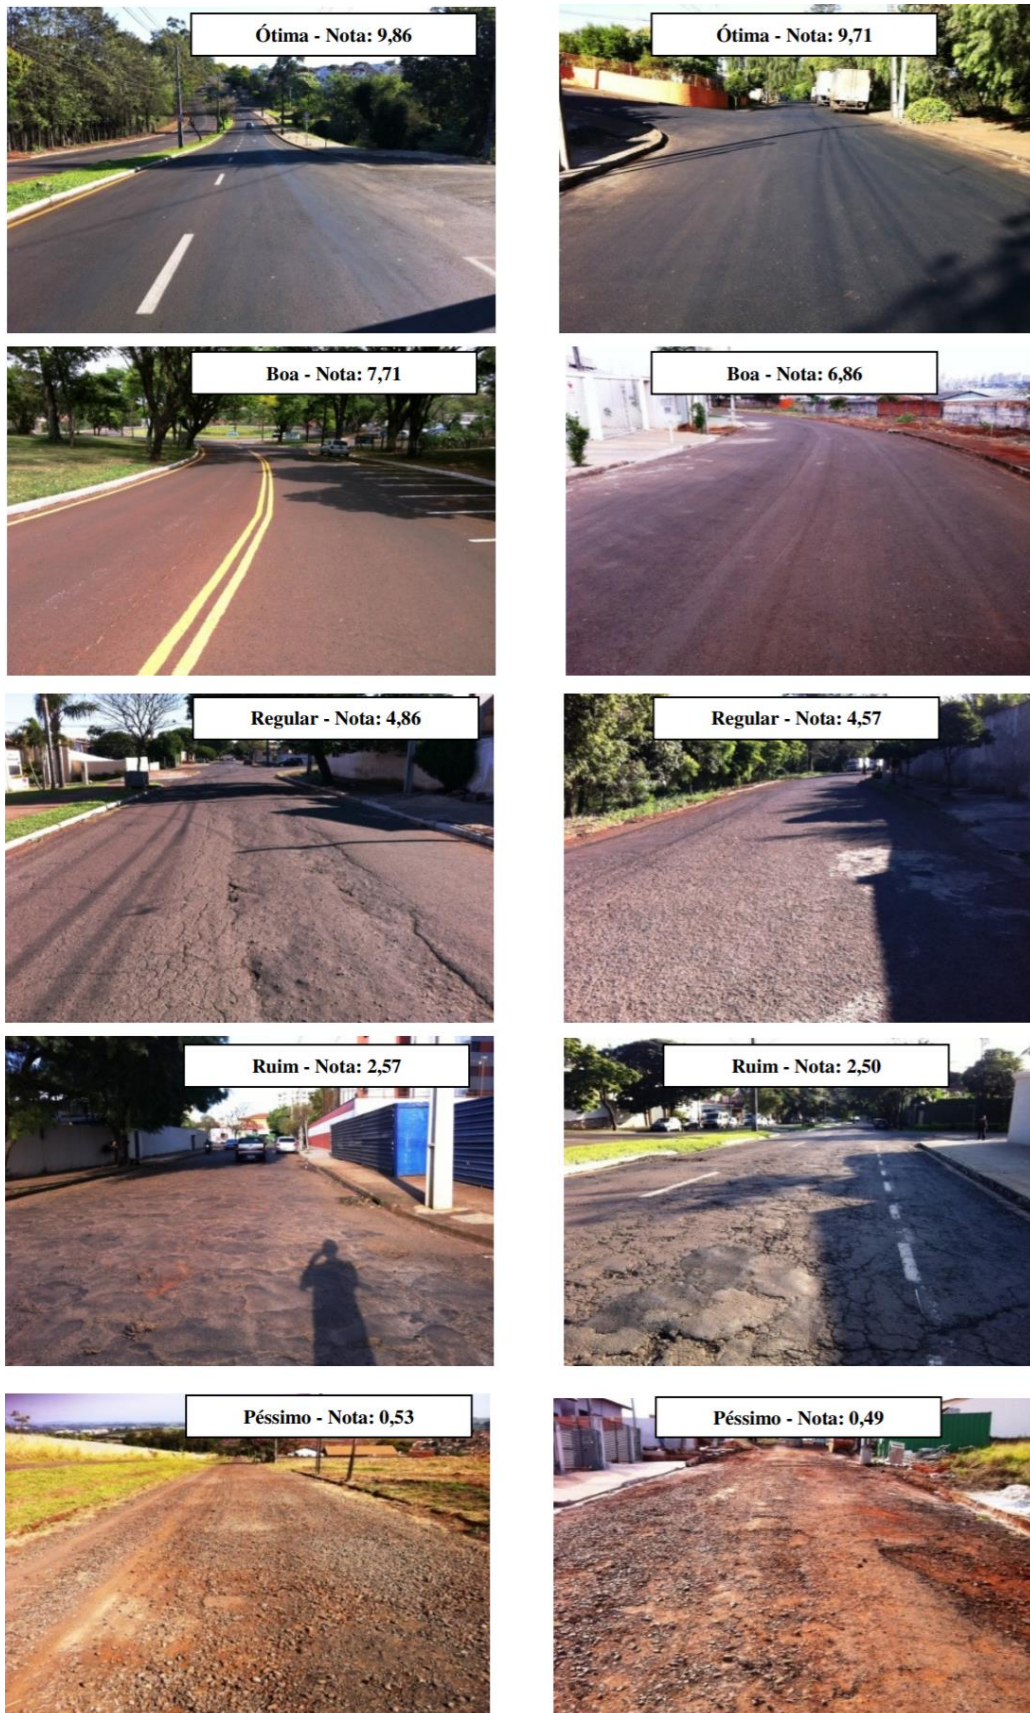 Ótima - Nota: 9,86
Ótima - Nota: 9,71
Boa - Nota: 7,71
Boa - Nota: 6,86
Regular - Nota: 4,86
Regular - Nota: 4,57
Ruim - Nota: 2,57
Ruim - Nota: 2,50
Péssimo - Nota: 0,53
Péssimo - Nota: 0,49